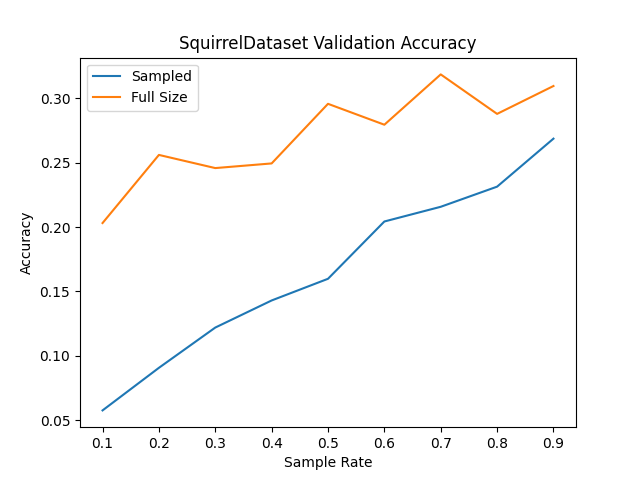 SquirrelDataset Validation Accuracy
Sampled
Full Size
0.30
0.25
0.20
0.15
0.10
0.05
Accuracy
0.1 0.2 0.3 0.4 0.5 0.6 0.7 0.8 0.9
Sample Rate